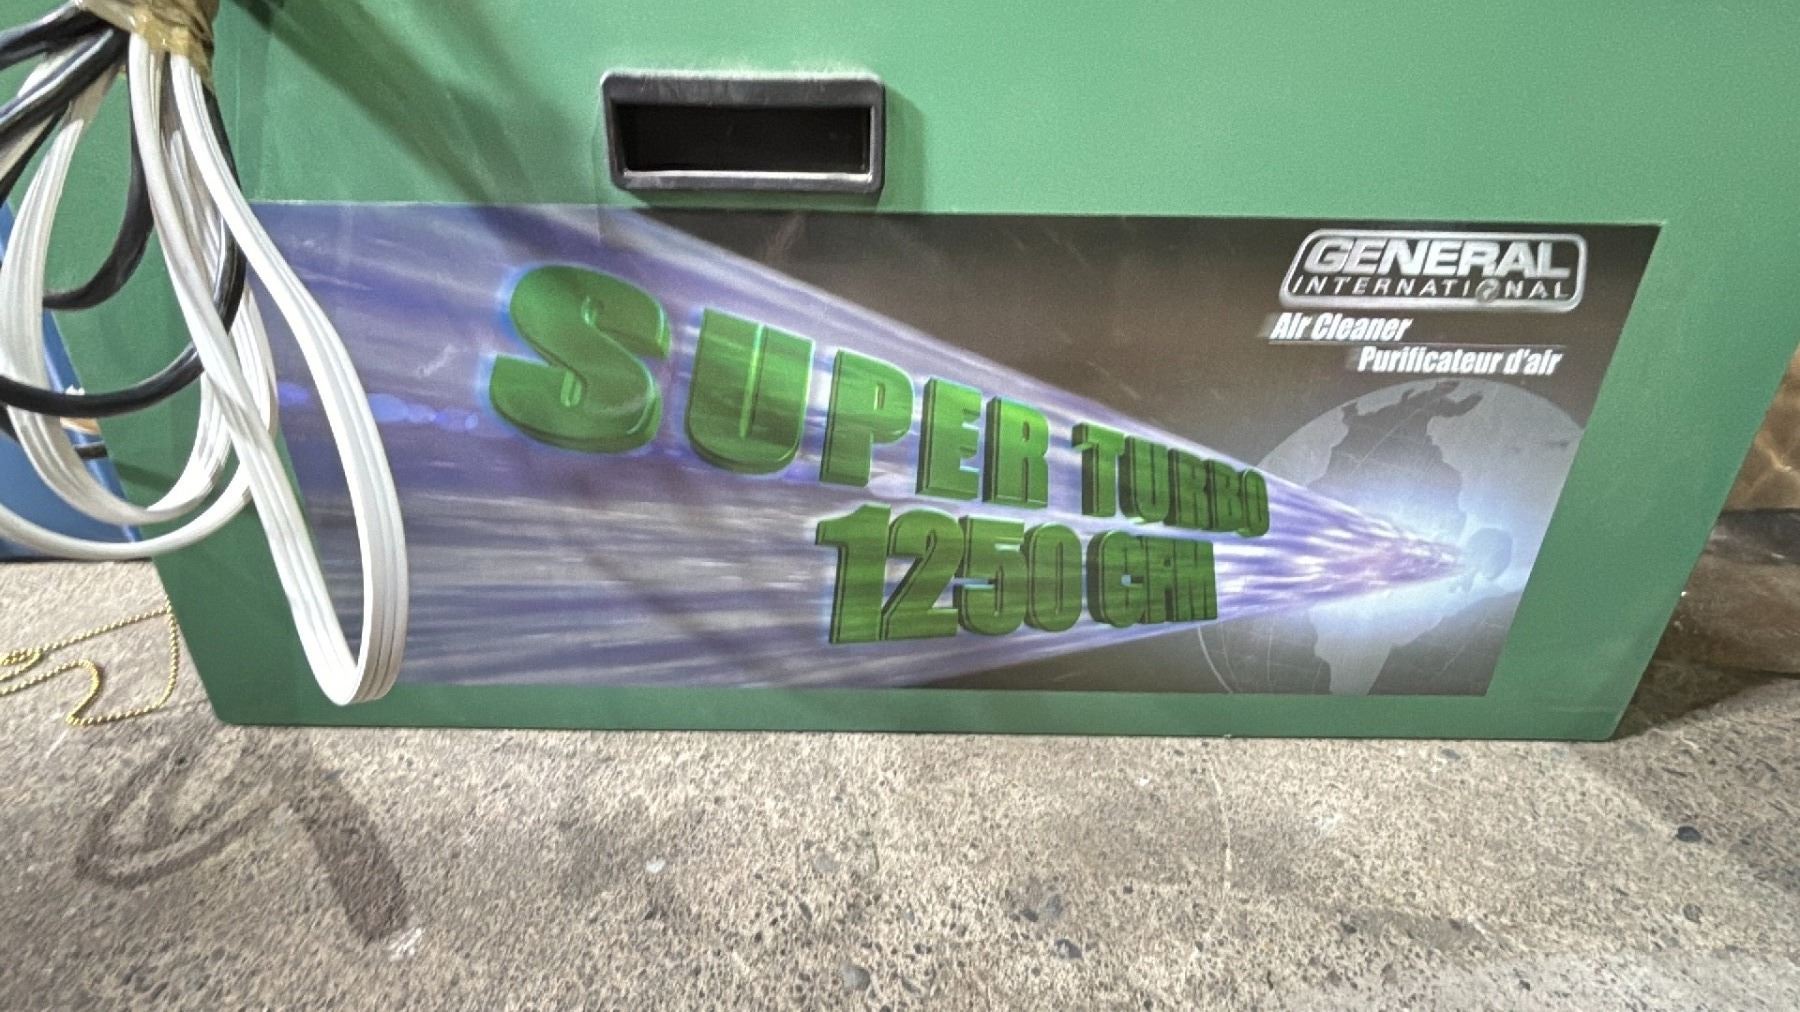 GENERAL
INTERNATIONAL
Air Cleaner
Purificateur d'air
SUPER TURBO
1250 CFM